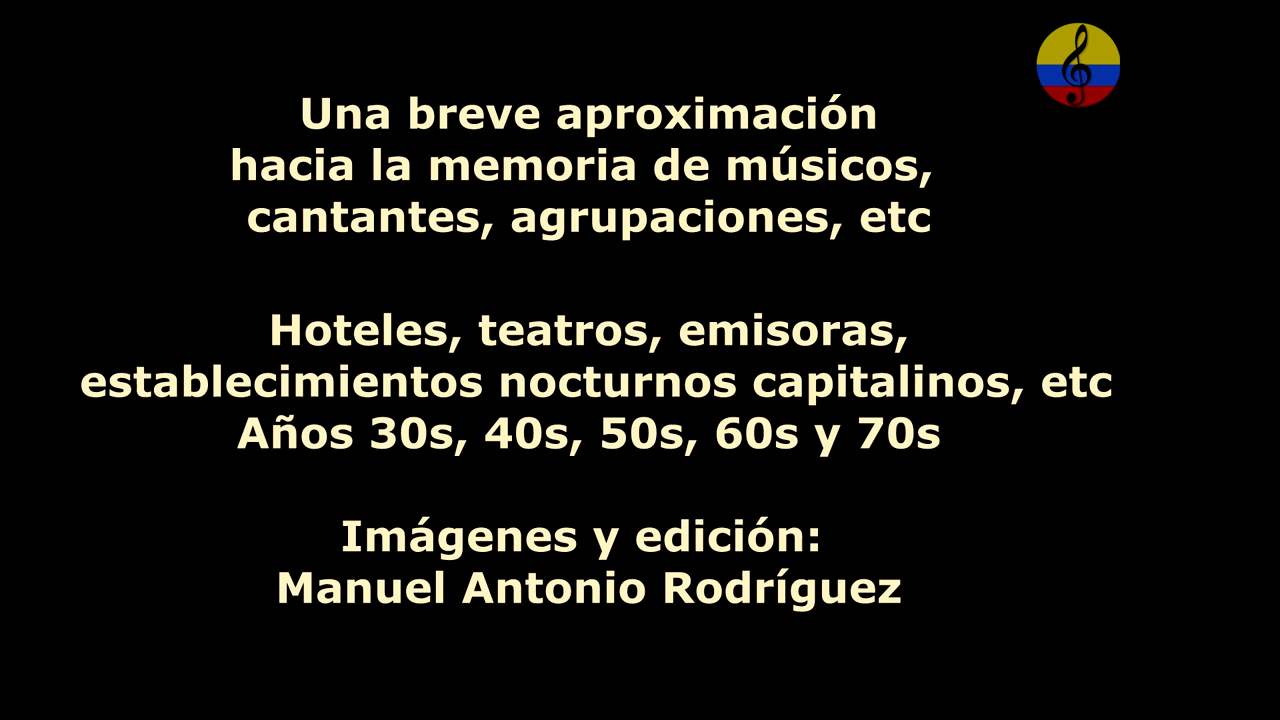 Una breve aproximación
hacia la memoria de músicos,
cantantes, agrupaciones, etc
Hoteles, teatros, emisoras,
establecimientos nocturnos capitalinos, etc
Años 30s, 40s, 50s, 60s y 70s
Imágenes y edición:
Manuel Antonio Rodríguez